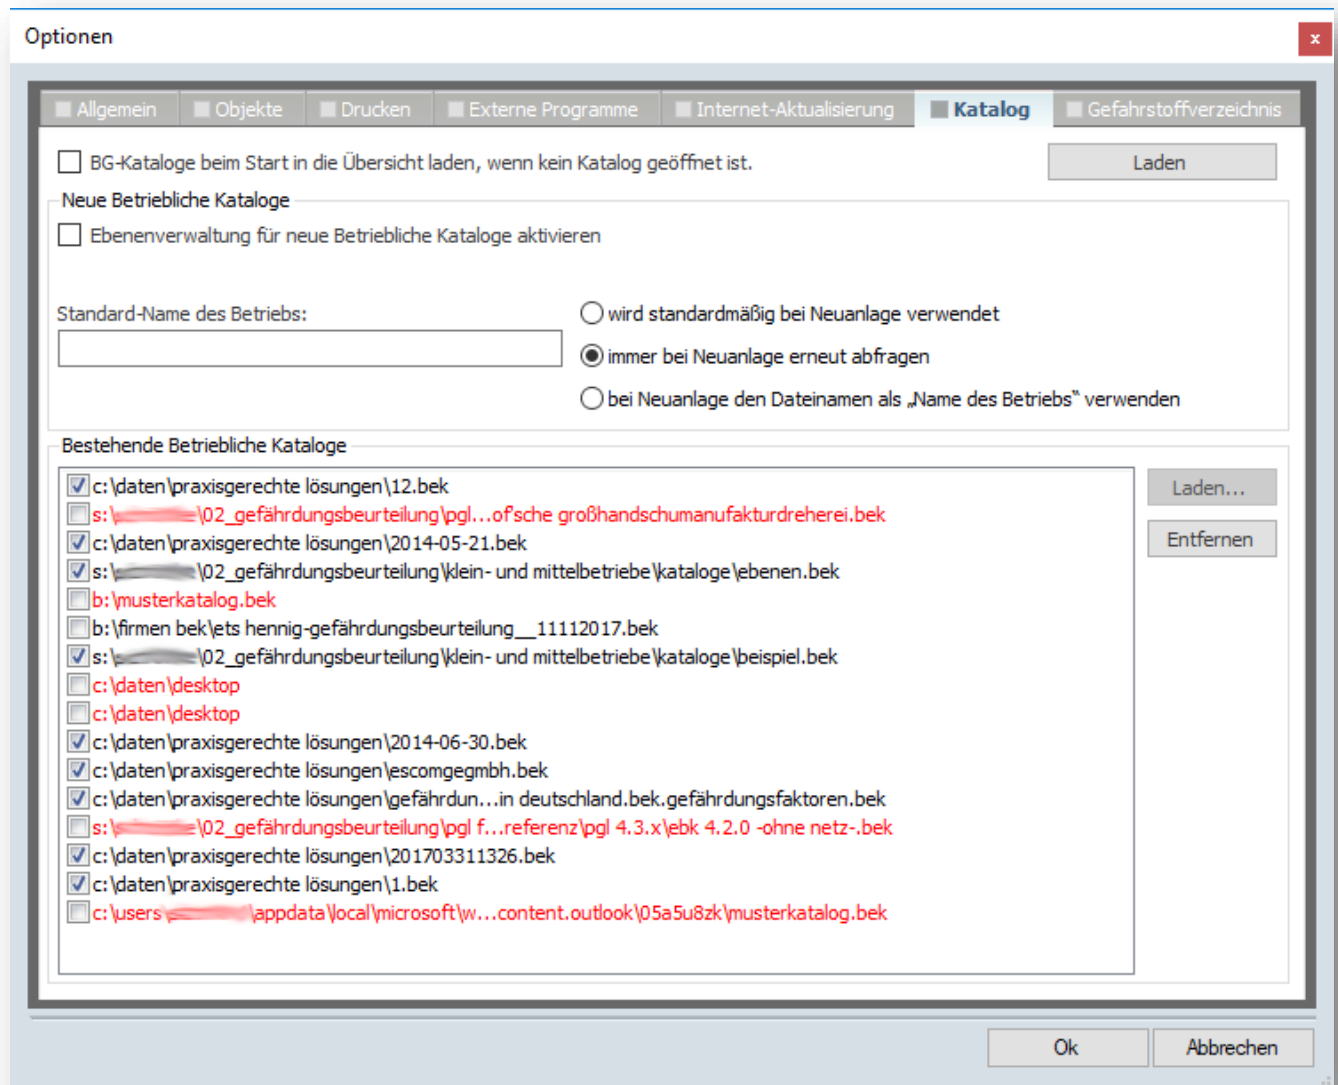 Optionen
x
Allgemein Objekte Drucken Externe Programme Internet-Aktualisierung Katalog Gefahrstoffverzeichnis
BG-Kataloge beim Start in die Übersicht laden, wenn kein Katalog geöffnet ist. Laden
Neue Betriebliche Kataloge
Ebenenverwaltung für neue Betriebliche Kataloge aktivieren
Standard-Name des Betriebs: wird standardmäßig bei Neuanlage verwendet
immer bei Neuanlage erneut abfragen
bei Neuanlage den Dateinamen als „Name des Betriebs“ verwenden
Bestehende Betriebliche Kataloge
c:\daten\praxisgerechte lösungen\12.bek Laden...
s:\ \02_gefährdungsbeurteilung\pgl...of'sche großhandschumanufakturdreherei.bek
c:\daten\praxisgerechte lösungen\2014-05-21.bek Entfernen
s:\ \02_gefährdungsbeurteilung\klein- und mittelbetriebe\kataloge\ebenen.bek
b:\musterkatalog.bek
b:\firmen bek\ets hennig-gefährdungsbeurteilung__11112017.bek
s:\ \02_gefährdungsbeurteilung\klein- und mittelbetriebe\kataloge\beispiel.bek
c:\daten\desktop
c:\daten\desktop
c:\daten\praxisgerechte lösungen\2014-06-30.bek
c:\daten\praxisgerechte lösungen\escomgegmbh.bek
c:\daten\praxisgerechte lösungen\gefährdun...in deutschland.bek.gefährdungsfaktoren.bek
s:\ \02_gefährdungsbeurteilung\pgl f...referenz\pgl 4.3.x\ebk 4.2.0 -ohne netz-.bek
c:\daten\praxisgerechte lösungen\201703311326.bek
c:\daten\praxisgerechte lösungen\1.bek
c:\users\ \appdata\local\microsoft\w...content.outlook\05a5u8zk\musterkatalog.bek
Ok Abbrechen